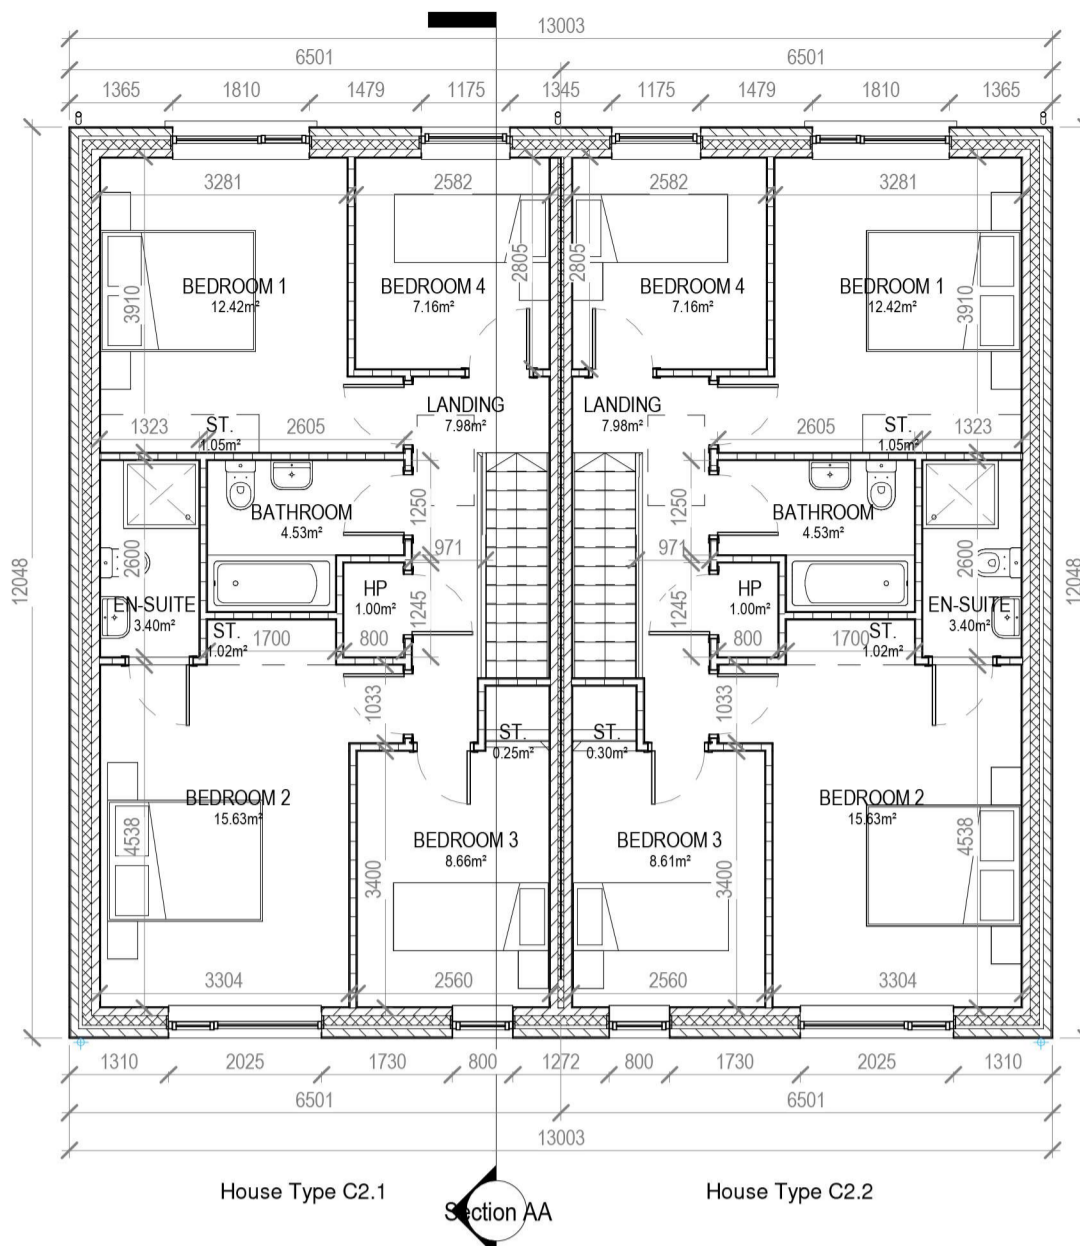 13003
6501 6501
1365 1810 1479 1175 1345 1175 1479 1810 1365
3281 2582 2582 3281
2805 2805
BEDROOM 1 BEDROOM 4 BEDROOM 4 BEDROOM 1
12.42m² 7.16m² 7.16m² 12.42m²
3910 3910
LANDING LANDING
7.98m² 7.98m²
ST. ST.
1.05m² 1.05m²
1323 2605 2605 1323
BATHROOM BATHROOM
4.53m² 4.53m²
1250 1250
2600 2600
971 971
12048 12048
HP HP
1.00m² 1.00m²
EN-SUITE EN-SUITE
3.40m² 3.40m²
1245 1245
ST. ST.
1.02m² 1.02m²
1700 800 800 1700
1033 1033
ST. ST.
0.25m² 0.30m²
BEDROOM 2 BEDROOM 2
15.63m² 15.63m²
BEDROOM 3 BEDROOM 3
8.66m² 8.61m²
4538 4538
3400 3400
3304 2560 2560 3304
1310 2025 1730 800 1272 800 1730 2025 1310
6501 6501
13003
House Type C2.1 House Type C2.2
Section AA